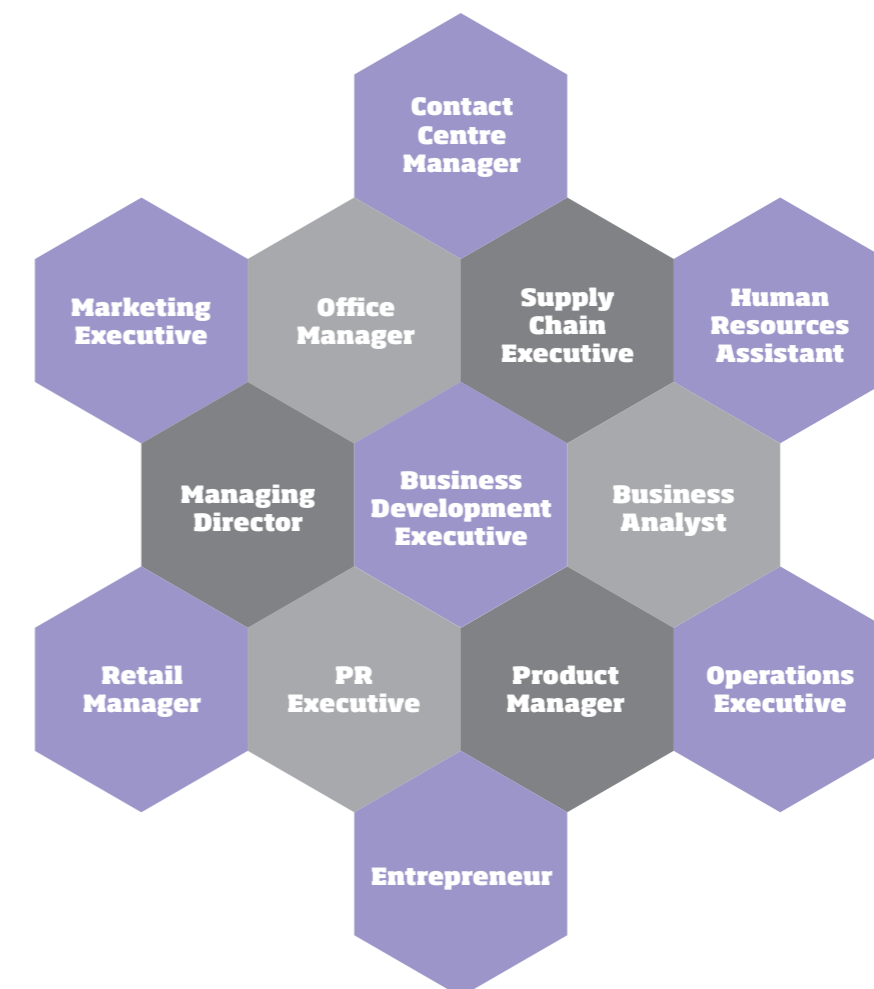 Contact
Centre
Manager
Marketing
Executive
Office
Manager
Supply
Chain
Executive
Human
Resources
Assistant
Managing
Director
Business
Development
Executive
Business
Analyst
Retail
Manager
PR
Executive
Product
Manager
Operations
Executive
Entrepreneur